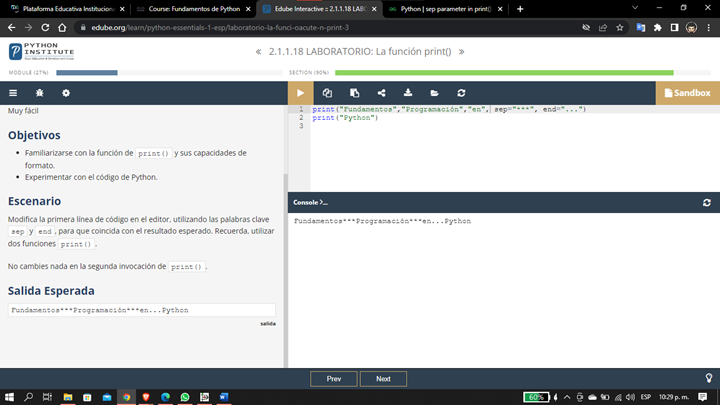 Plataforma Educativa Instituciona
Course: Fundamentos de Python
Edube Interactive :: 2.1.1.18 LABO
Python | sep parameter in print()
edube.org/learn/python-essentials-1-esp/laboratorio-la-funci-oacute-n-print-3
PYTHON
INSTITUTE
2.1.1.18 LABORATORIO: La función print()
MODULE (27%)
SECTION (90%)
Sandbox
Muy fácil
Objetivos
Familiarizarse con la función de print() y sus capacidades de
formato.
Experimentar con el código de Python.
Escenario
Modifica la primera línea de código en el editor, utilizando las palabras clave
sep y end , para que coincida con el resultado esperado. Recuerda, utilizar
dos funciones print() .
No cambies nada en la segunda invocación de print() .
Salida Esperada
Fundamentos***Programación***en...Python
salida
1 print("Fundamentos","Programación","en", sep="***", end="...")
2 print("Python")
3
Console >_
Fundamentos***Programación***en...Python
Prev
Next
60%
ESP
10:29 p. m.